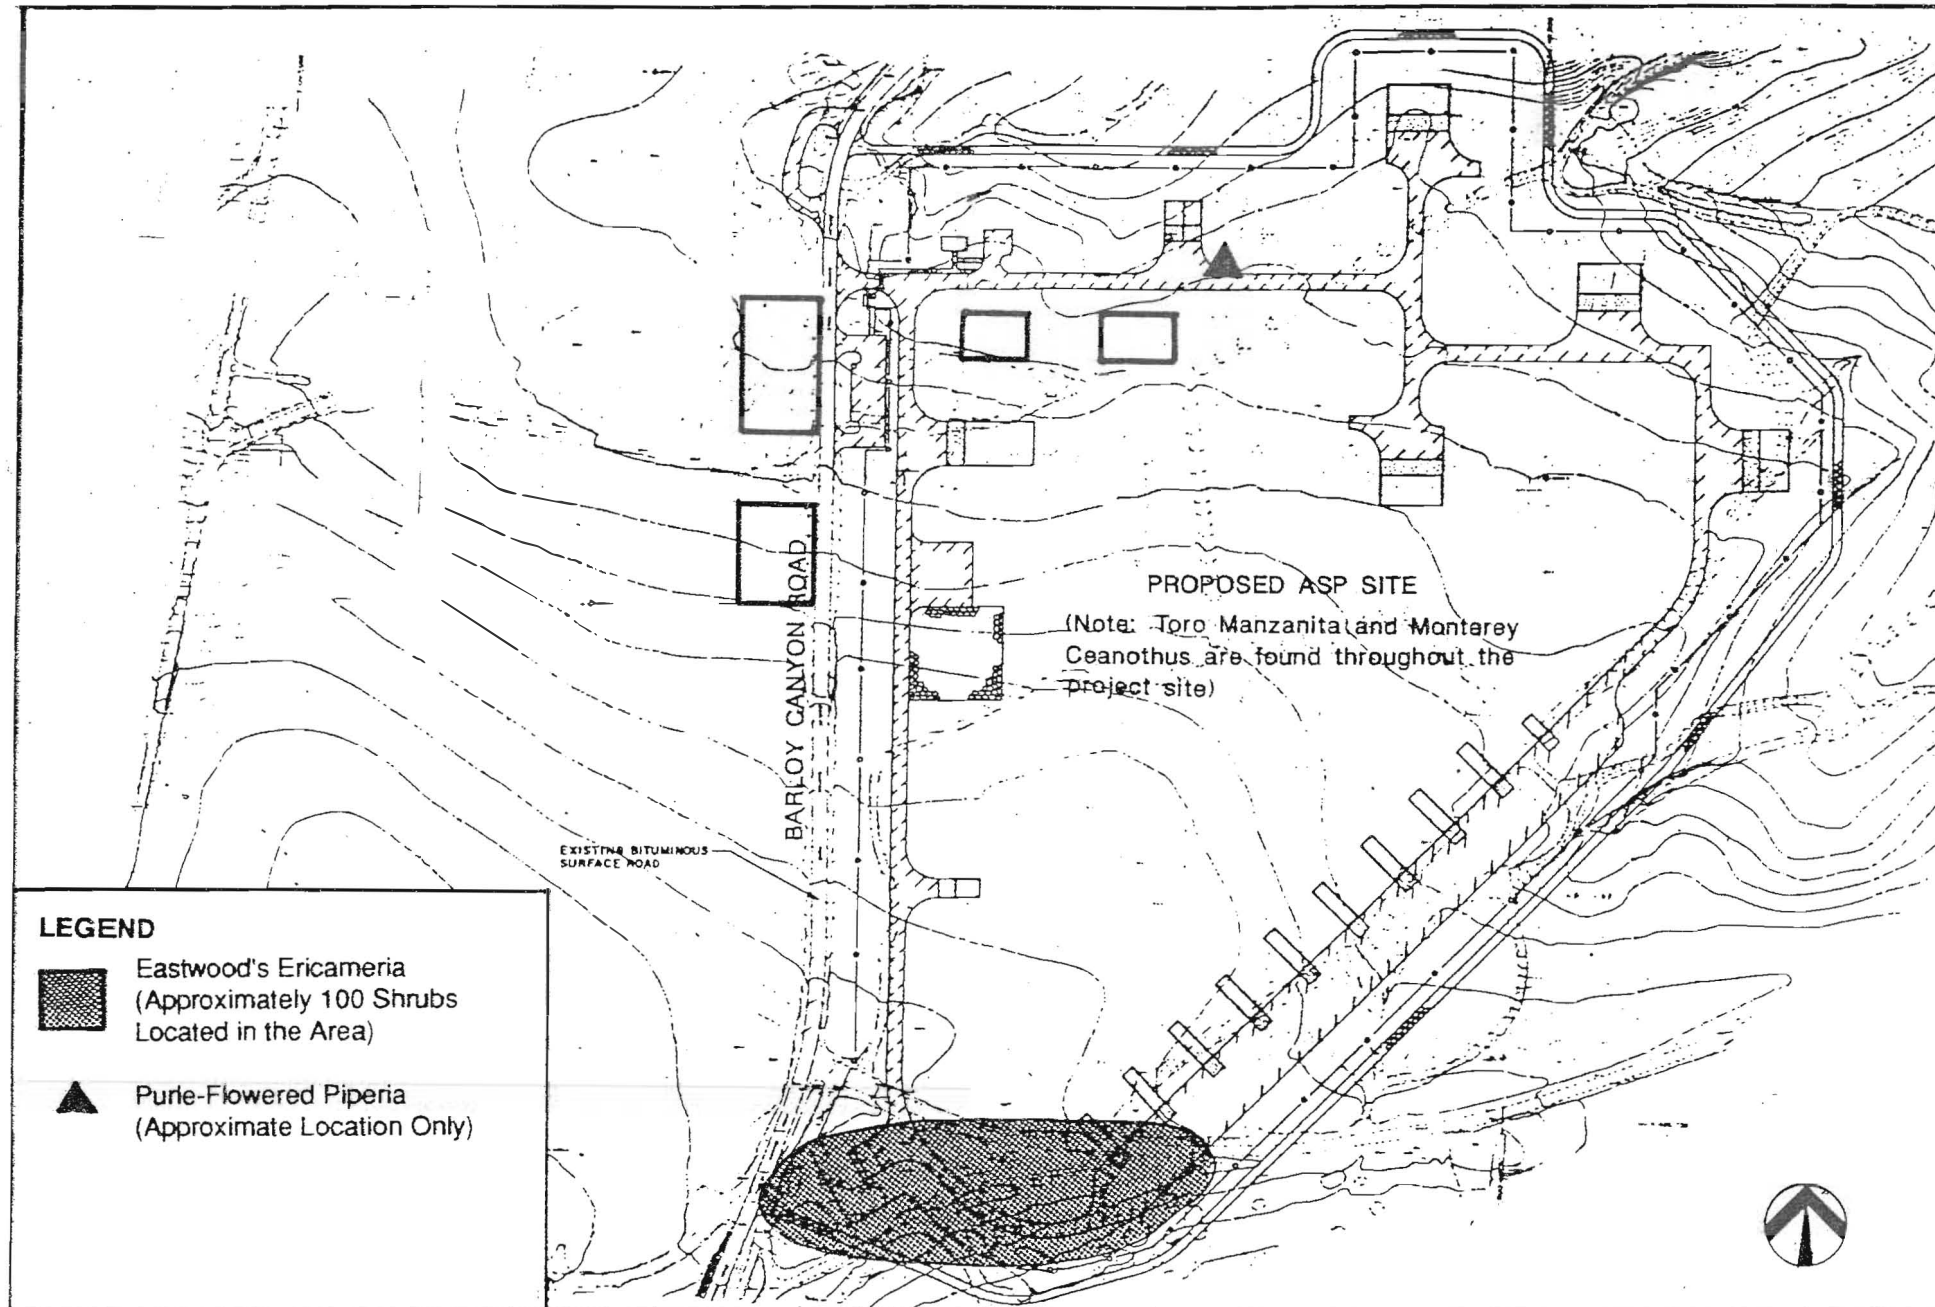 BARLOY CANYON ROAD
PROPOSED ASP SITE
(Note: Toro Manzanita and Monterey
Ceanothus are found throughout the
project site)
EXISTING BITUMINOUS
SURFACE ROAD
LEGEND
Eastwood's Ericameria
(Approximately 100 Shrubs
Located in the Area)
Purle-Flowered Piperia
(Approximate Location Only)